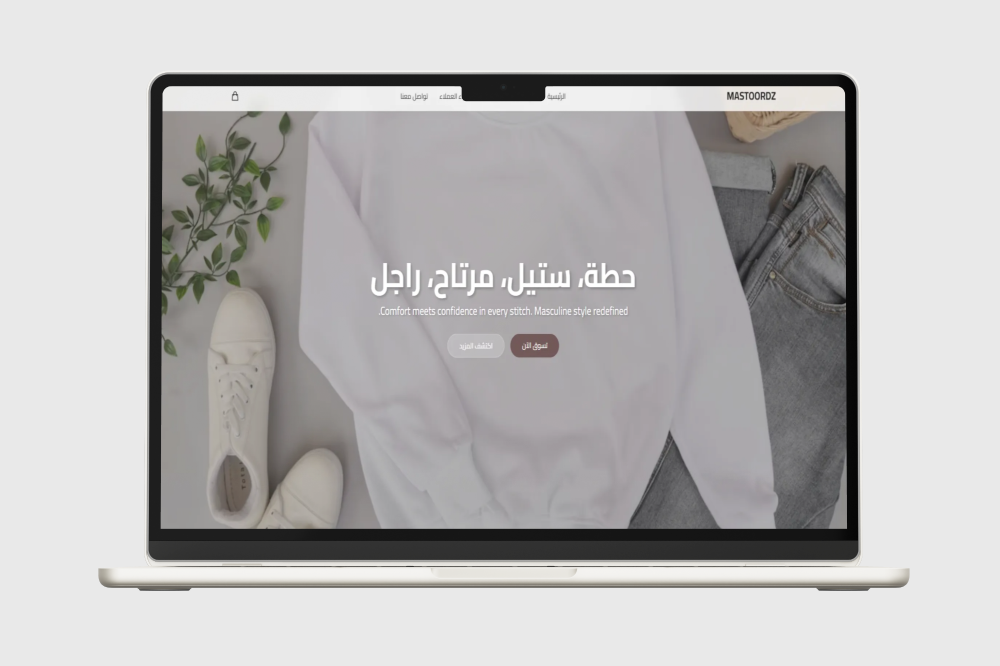 MASTOORDZ
الرئيسية
العملاء
تواصل معنا
حطة، ستيل، مرتاح، راجل
.Comfort meets confidence in every stitch. Masculine style redefined
تسوق الآن
اكتشف المزيد